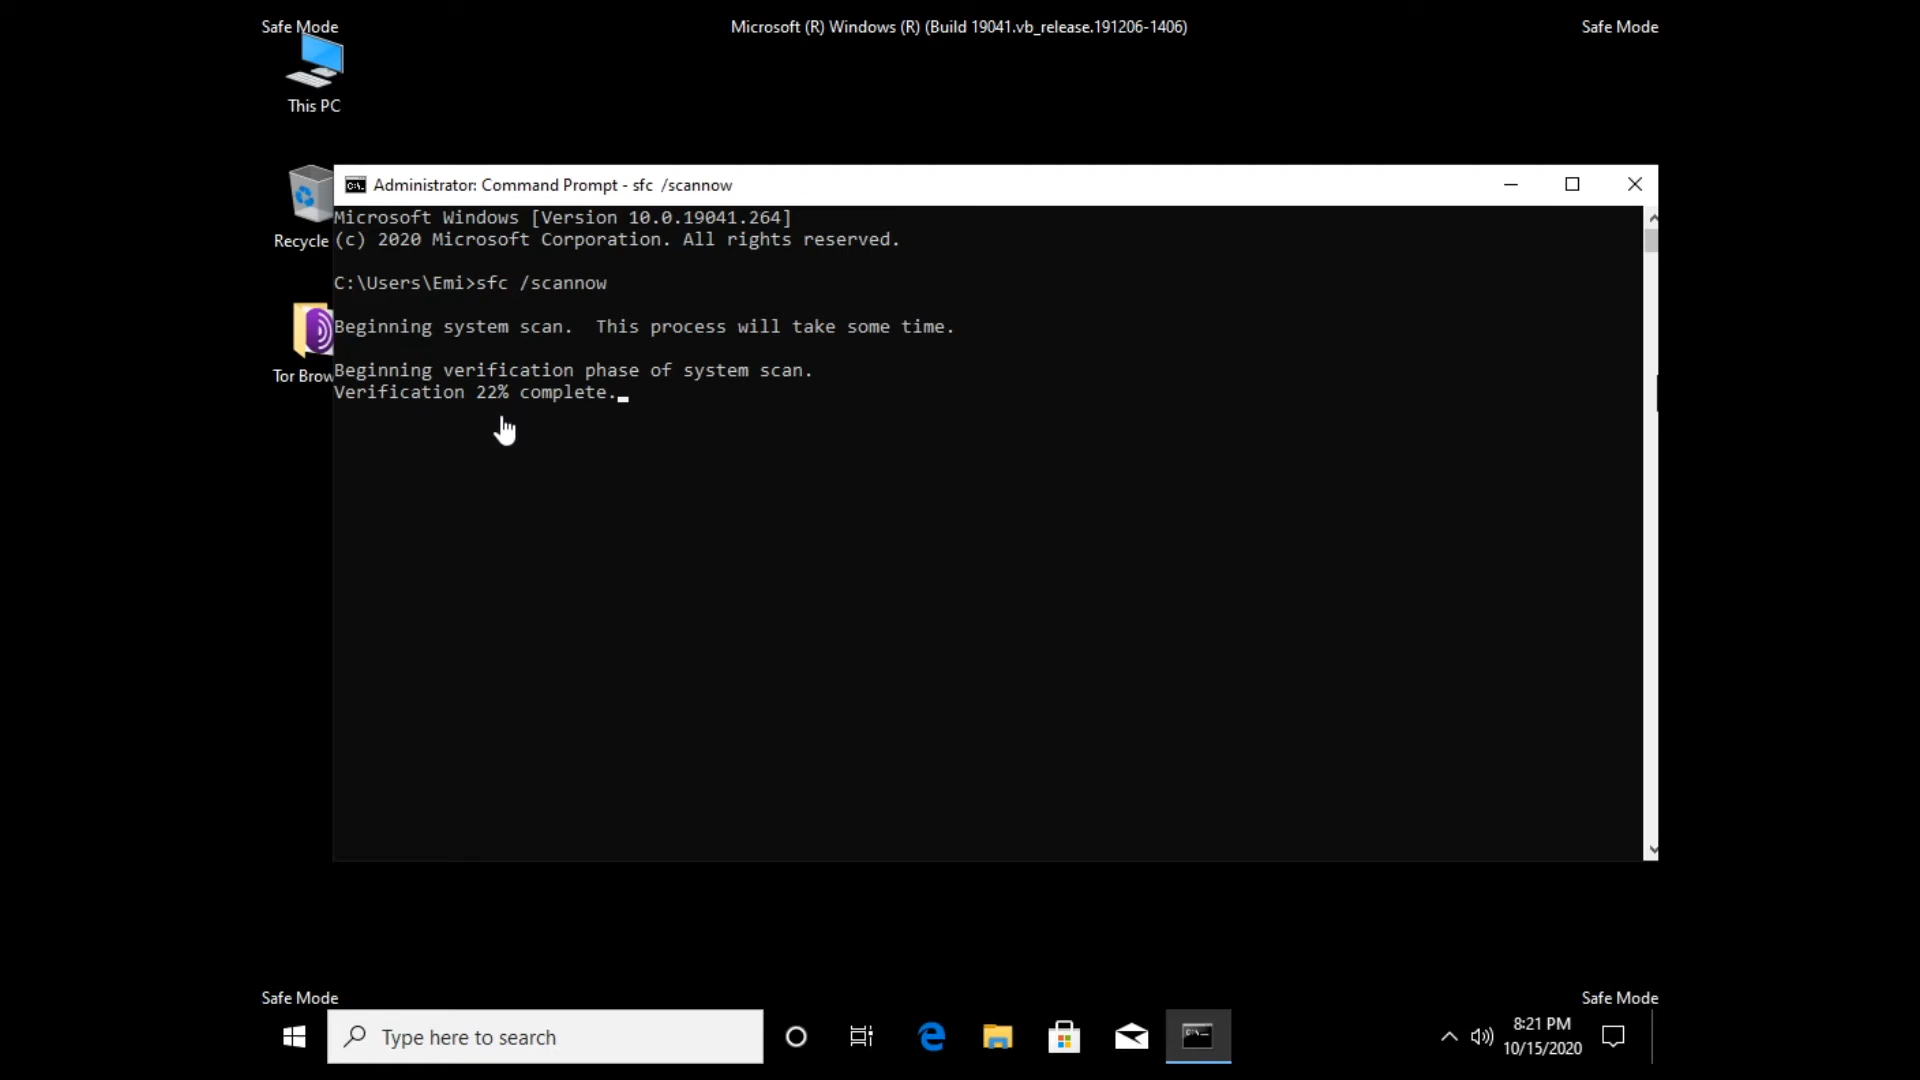 Safe Mode
Microsoft (R) Windows (R) (Build 19041.vb_release.191206-1406)
Safe Mode
This PC
Administrator: Command Prompt - sfc  /scannow
Microsoft Windows [Version 10.0.19041.264]
(c) 2020 Microsoft Corporation. All rights reserved.
Recycle
C:\Users\Emi>sfc /scannow
Beginning system scan.  This process will take some time.
Tor Brow
Beginning verification phase of system scan.
Verification 22% complete.
Safe Mode
Safe Mode
Type here to search
8:21 PM
10/15/2020